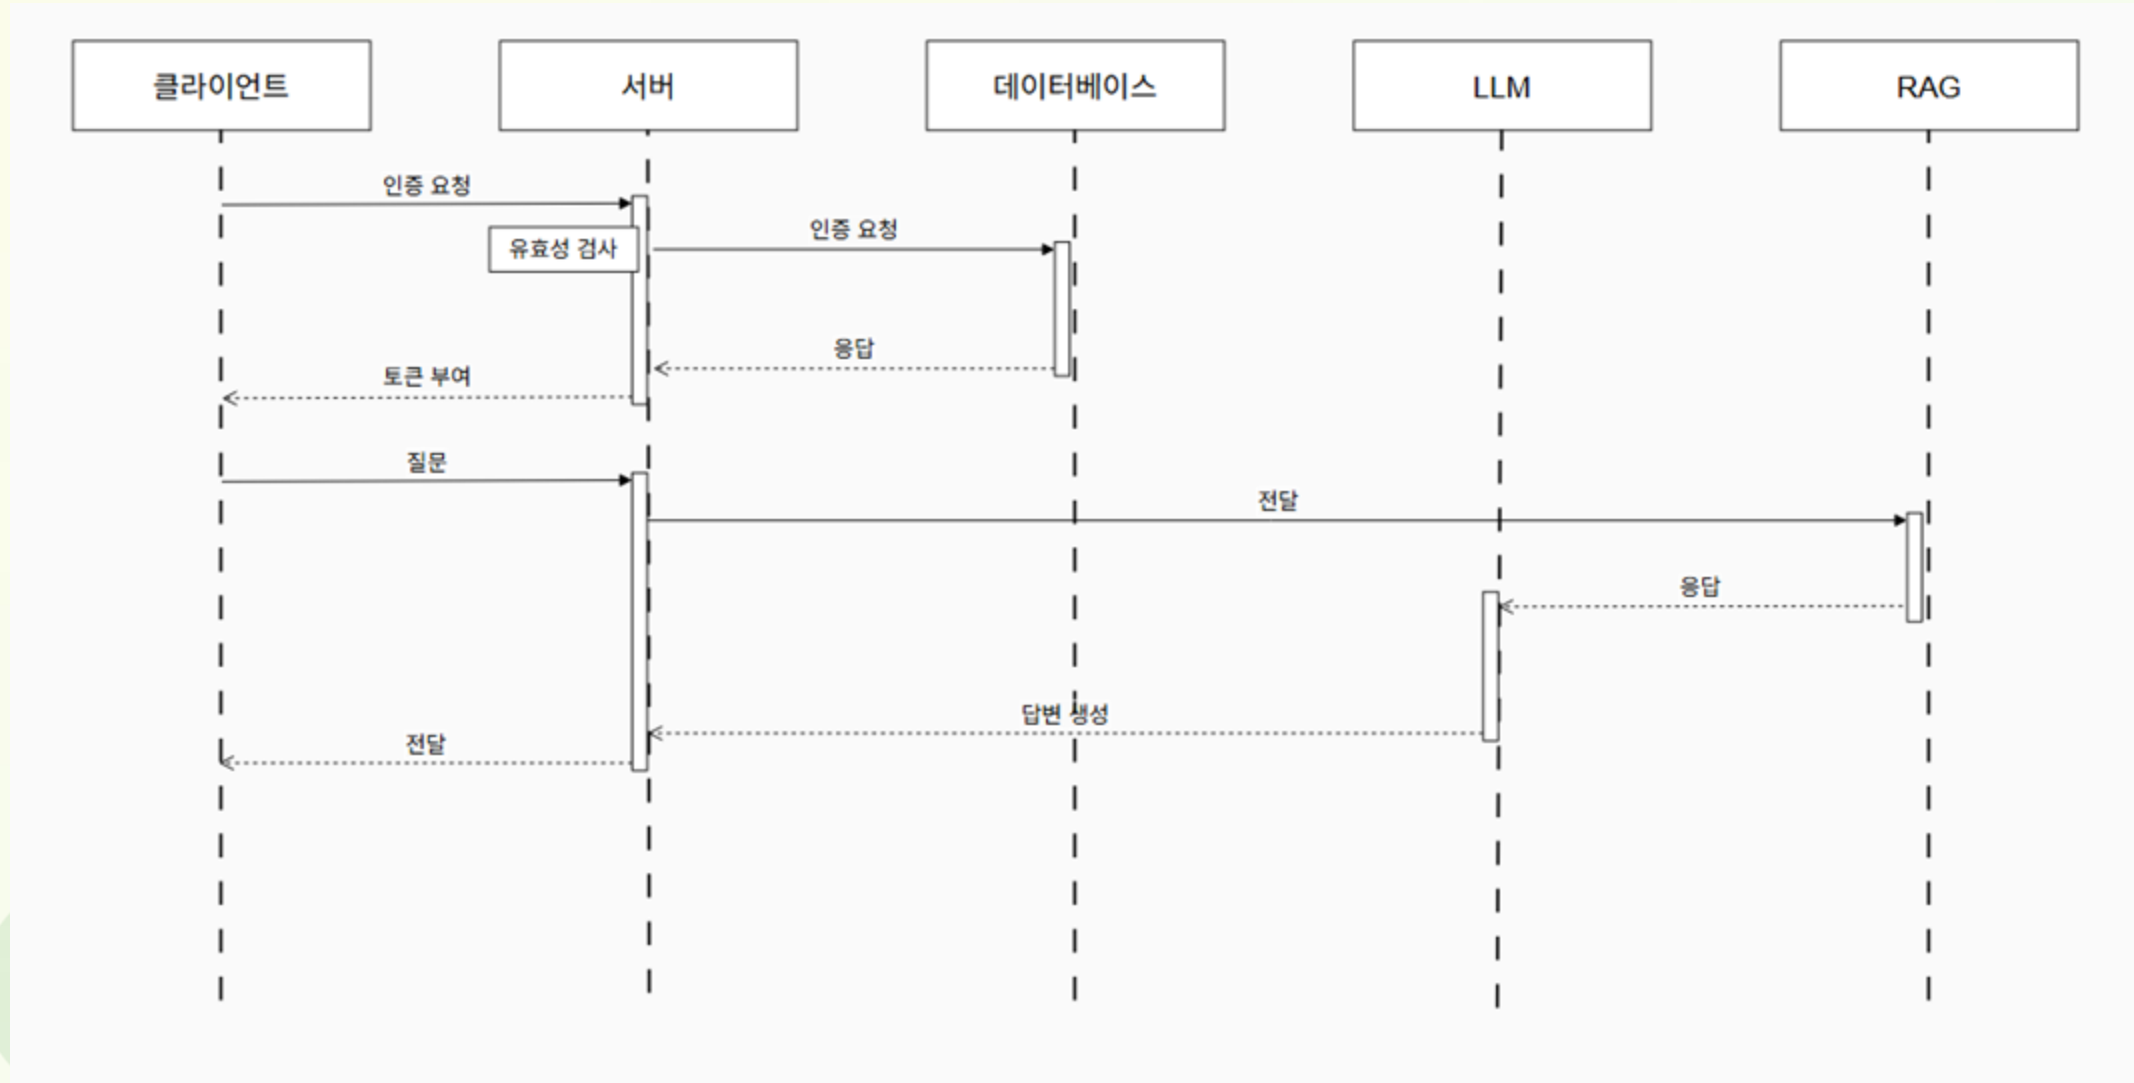 클라이언트
서버
데이터베이스
LLM
RAG
인증 요청
유효성 검사
인증 요청
응답
토큰 부여
질문
전달
응답
답변 생성
전달